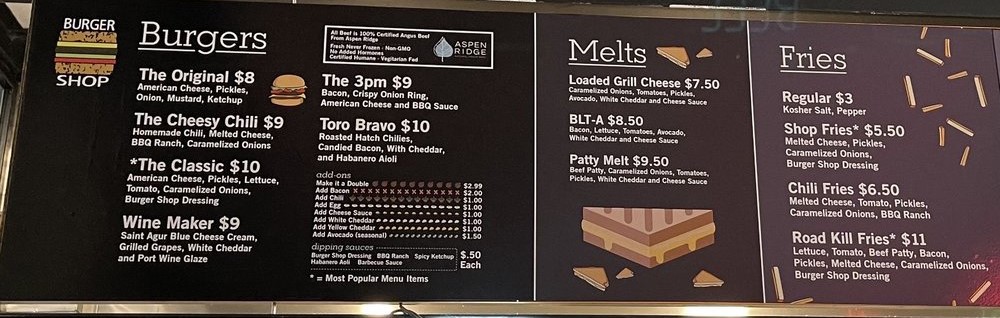 BURGER
SHOP
Burgers
The Original $8
American Cheese, Pickles,
Onion, Mustard, Ketchup
The Cheesy Chili $9
Homemade Chili, Melted Cheese,
BBQ Ranch, Caramelized Onions
*The Classic $10
American Cheese, Pickles, Lettuce,
Tomato, Caramelized Onions,
Burger Shop Dressing
Wine Maker $9
Saint Agur Blue Cheese Cream,
Grilled Grapes, White Cheddar
and Port Wine Glaze
All Beef is 100% Certified Angus Beef
From Aspen Ridge
Fresh Never Frozen · Non-GMO
No Added Hormones
Certified Humane · Vegitarian Fed
ASPEN
RIDGE
The 3pm $9
Bacon, Crispy Onion Ring,
American Cheese and BBQ Sauce
Toro Bravo $10
Roasted Hatch Chilies,
Candied Bacon, With Cheddar,
and Habanero Aioli
add-ons
Make it a Double $2.99
Add Bacon $2.00
Add Chili $1.00
Add Egg $1.00
Add Cheese Sauce $1.00
Add White Cheddar $1.00
Add Yellow Cheddar $1.00
Add Avocado (seasonal) $1.50
dipping sauces
Burger Shop Dressing BBQ Ranch Spicy Ketchup
Habanero Aoli Barbecue Sauce
$.50
Each
* = Most Popular Menu Items
Melts
Loaded Grill Cheese $7.50
Caramelized Onions, Tomatoes, Pickles,
Avocado, White Cheddar and Cheese Sauce
BLT-A $8.50
Bacon, Lettuce, Tomatoes, Avocado,
White Cheddar and Cheese Sauce
Patty Melt $9.50
Beef Patty, Caramelized Onions, Tomatoes,
Pickles, White Cheddar and Cheese Sauce
Fries
Regular $3
Kosher Salt, Pepper
Shop Fries* $5.50
Melted Cheese, Pickles,
Caramelized Onions,
Burger Shop Dressing
Chili Fries $6.50
Melted Cheese, Tomato, Pickles,
Caramelized Onions, BBQ Ranch
Road Kill Fries* $11
Lettuce, Tomato, Beef Patty, Bacon,
Pickles, Melted Cheese, Caramelized Onions,
Burger Shop Dressing